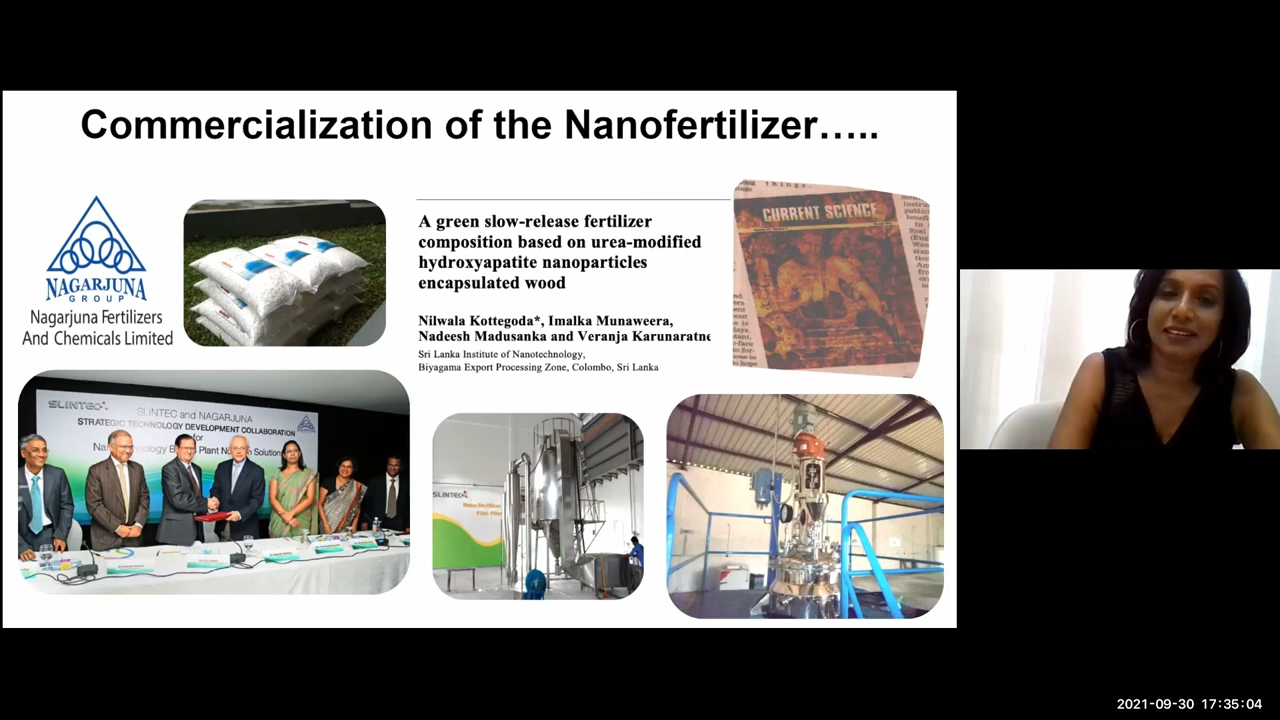 Commercialization of the Nanofertilizer…..
NAGARJUNA
GROUP
Nagarjuna Fertilizers
And Chemicals Limited
A green slow-release fertilizer
composition based on urea-modified
hydroxyapatite nanoparticles
encapsulated wood
Nilwala Kottegoda*, Imalka Munaweera,
Nadeesh Madusanka and Veranja Karunaratne
Sri Lanka Institute of Nanotechnology,
Biyagama Export Processing Zone, Colombo, Sri Lanka
things.
CURRENT SCIENCE
SLINTEC
SLINTEC and NAGARJUNA
STRATEGIC TECHNOLOGY DEVELOPMENT COLLABORATION
for
SLINTEC
2021-09-30 17:35:04